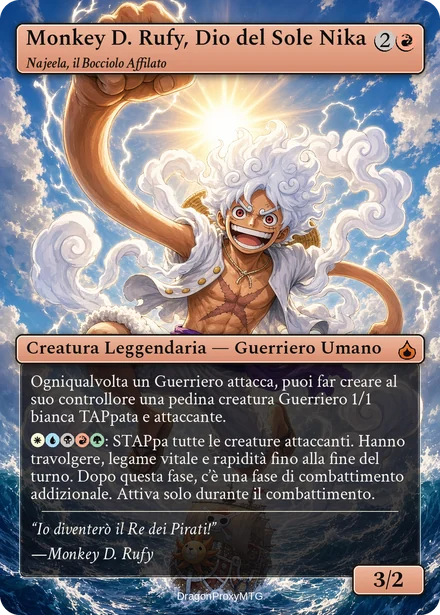 Monkey D. Rufy, Dio del Sole Nika 2
Najeela, il Bocciolo Affilato
Creatura Leggendaria — Guerriero Umano
Ogniqualvolta un Guerriero attacca, puoi far creare al
suo controllore una pedina creatura Guerriero 1/1
bianca TAPpata e attaccante.
: STAPpa tutte le creature attaccanti. Hanno
travolgere, legame vitale e rapidità fino alla fine del
turno. Dopo questa fase, c'è una fase di combattimento
addizionale. Attiva solo durante il combattimento.
“Io diventerò il Re dei Pirati!”
—Monkey D. Rufy
3/2
DragonProxyMTG